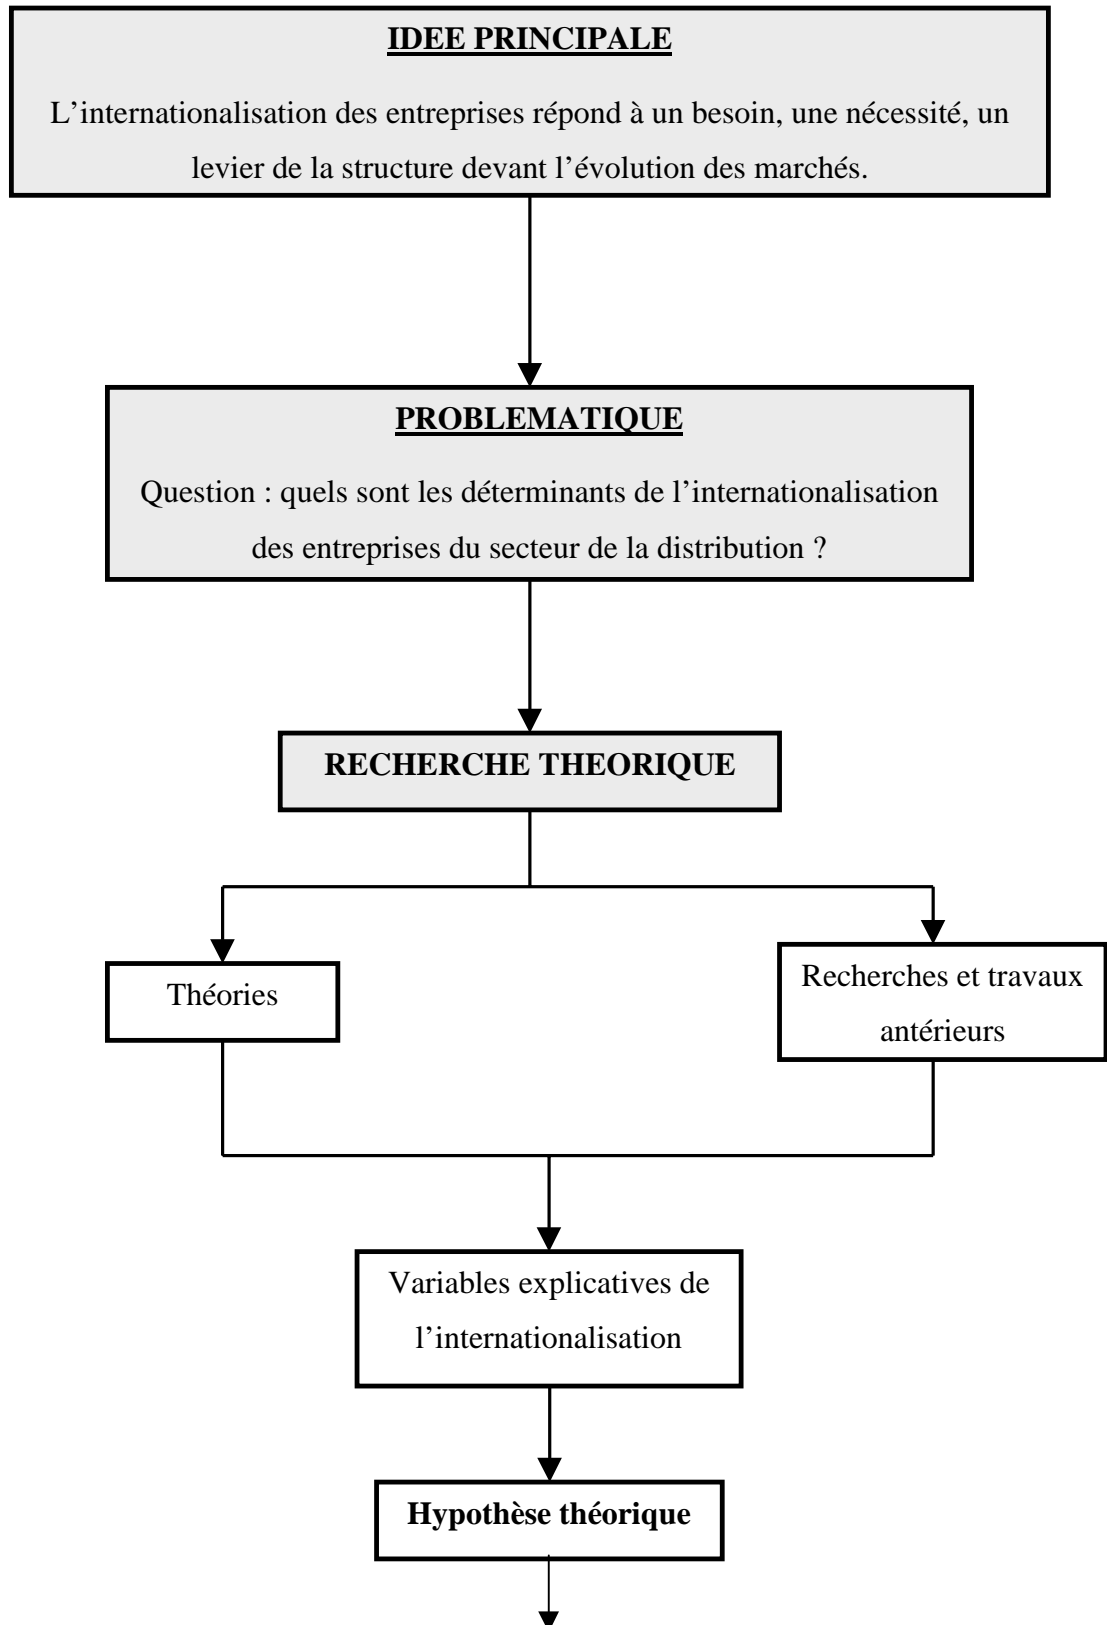 IDEE PRINCIPALE
L’internationalisation des entreprises répond à un besoin, une nécessité, un
levier de la structure devant l’évolution des marchés.
PROBLEMATIQUE
Question : quels sont les déterminants de l’internationalisation
des entreprises du secteur de la distribution ?
RECHERCHE THEORIQUE
Théories
Recherches et travaux
antérieurs
Variables explicatives de
l’internationalisation
Hypothèse théorique